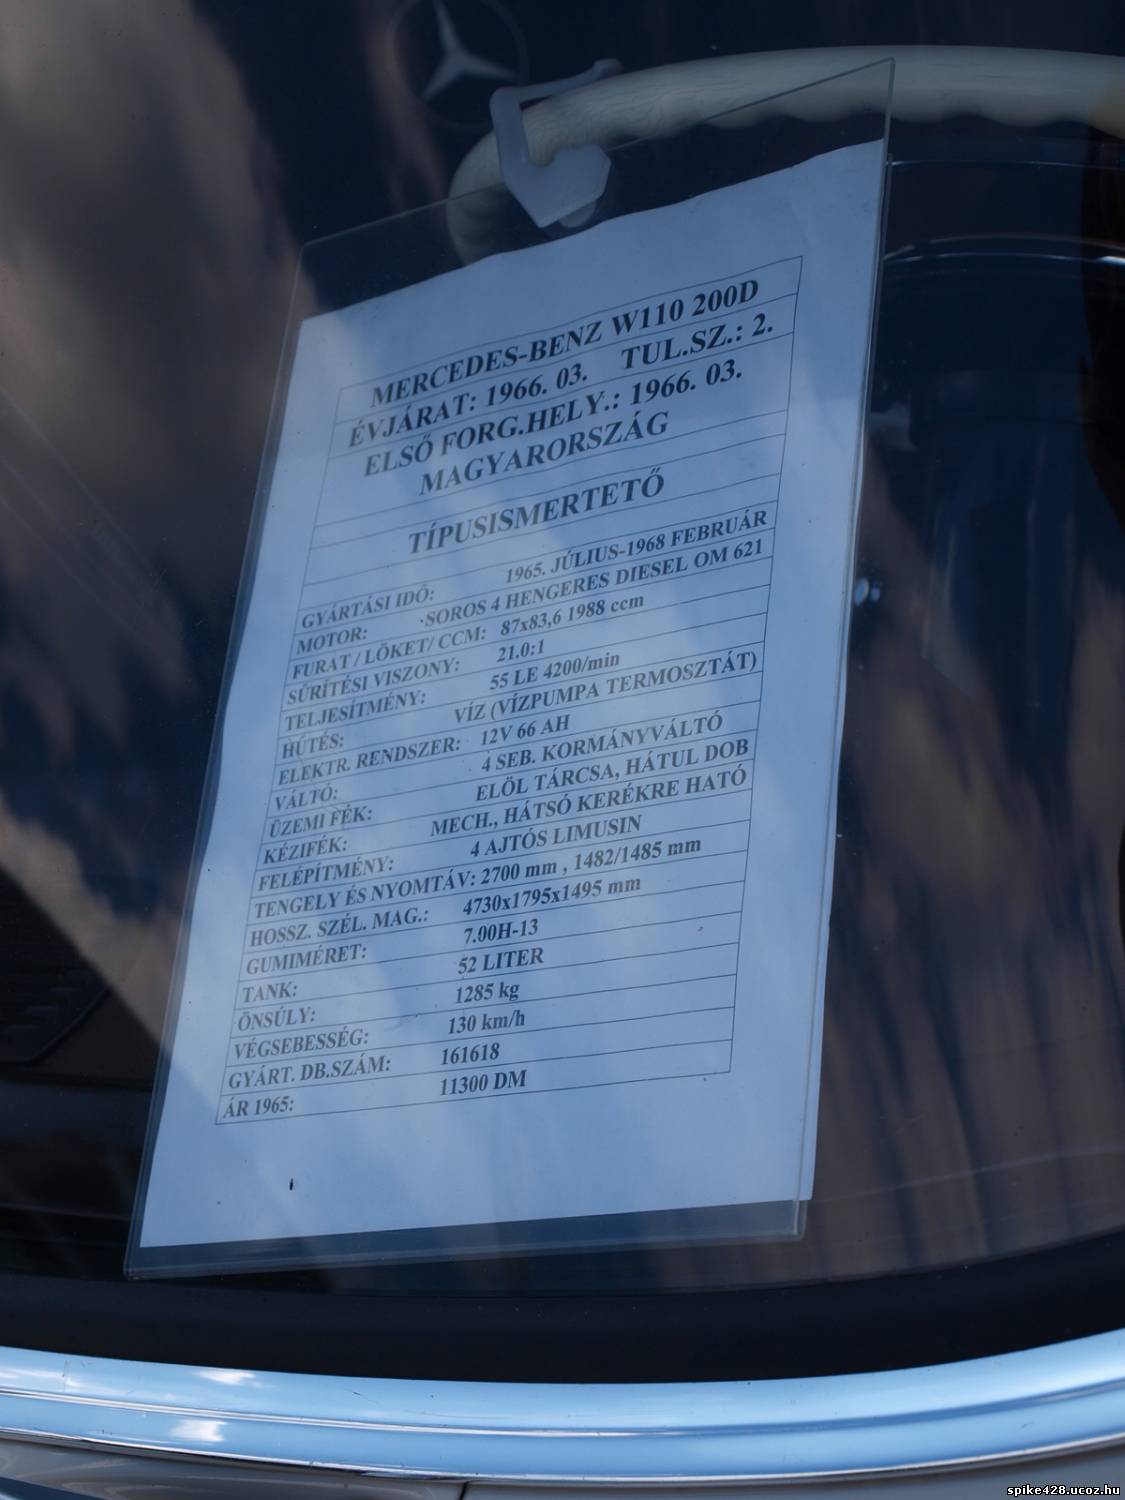 MERCEDES-BENZ W110 200D
ÉVJÁRAT: 1966. 03. TUL.SZ.: 2.
ELSŐ FORG.HELY.: 1966. 03.
MAGYARORSZÁG
TÍPUSISMERTETŐ
GYÁRTÁSI IDŐ: 1965. JÚLIUS-1968 FEBRUÁR
MOTOR: SOROS 4 HENGERES DIESEL OM 621
FURAT / LÖKET/ CCM: 87x83,6 1988 ccm
SŰRÍTÉSI VISZONY: 21.0:1
TELJESÍTMÉNY: 55 LE 4200/min
HŰTÉS: VÍZ (VÍZPUMPA TERMOSZTÁT)
ELEKTR. RENDSZER: 12V 66 AH
VÁLTÓ: 4 SEB. KORMÁNYVÁLTÓ
ÜZEMI FÉK: ELÖL TÁRCSA, HÁTUL DOB
KÉZIFÉK: MECH., HÁTSÓ KERÉKRE HATÓ
FELÉPÍTMÉNY: 4 AJTÓS LIMUSIN
TENGELY ÉS NYOMTÁV: 2700 mm , 1482/1485 mm
HOSSZ. SZÉL. MAG.: 4730x1795x1495 mm
GUMIMÉRET: 7.00H-13
TANK: 52 LITER
ÖNSÚLY: 1285 kg
VÉGSEBESSÉG: 130 km/h
GYÁRT. DB.SZÁM: 161618
ÁR 1965: 11300 DM
spike428.ucoz.hu